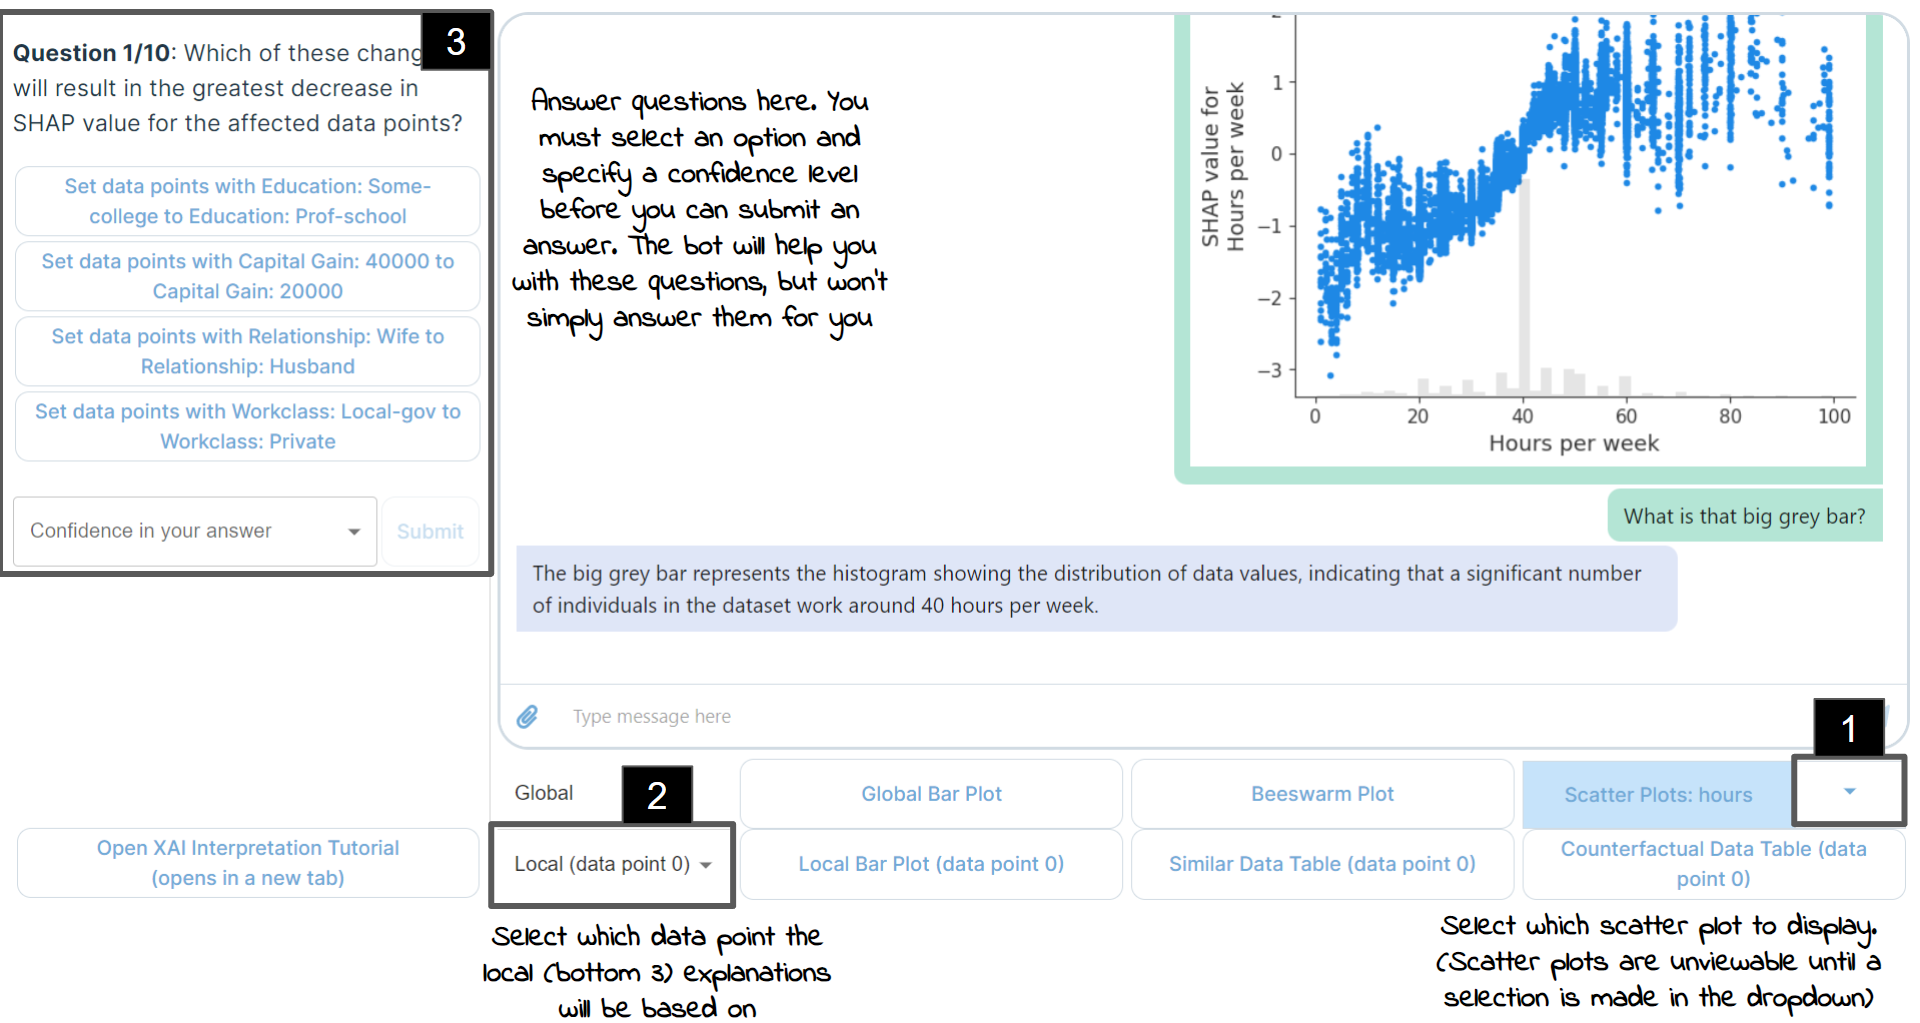 3
Question 1/10: Which of these chang
will result in the greatest decrease in
SHAP value for the affected data points?
Set data points with Education: Some-
college to Education: Prof-school
Set data points with Capital Gain: 40000 to
Capital Gain: 20000
Set data points with Relationship: Wife to
Relationship: Husband
Set data points with Workclass: Local-gov to
Workclass: Private
Confidence in your answer
Submit
Answer questions here. You
must select an option and
specify a confidence level
before you can submit an
answer. The bot will help you
with these questions, but won't
simply answer them for you
SHAP value for
Hours per week
1
0
−1
−2
−3
0 20 40 60 80 100
Hours per week
What is that big grey bar?
The big grey bar represents the histogram showing the distribution of data values, indicating that a significant number
of individuals in the dataset work around 40 hours per week.
Type message here
1
Global
2
Global Bar Plot
Beeswarm Plot
Scatter Plots: hours
Open XAI Interpretation Tutorial
(opens in a new tab)
Local (data point 0)
Local Bar Plot (data point 0)
Similar Data Table (data point 0)
Counterfactual Data Table (data
point 0)
Select which data point the
local (bottom 3) explanations
will be based on
Select which scatter plot to display.
(Scatter plots are unviewable until a
selection is made in the dropdown)